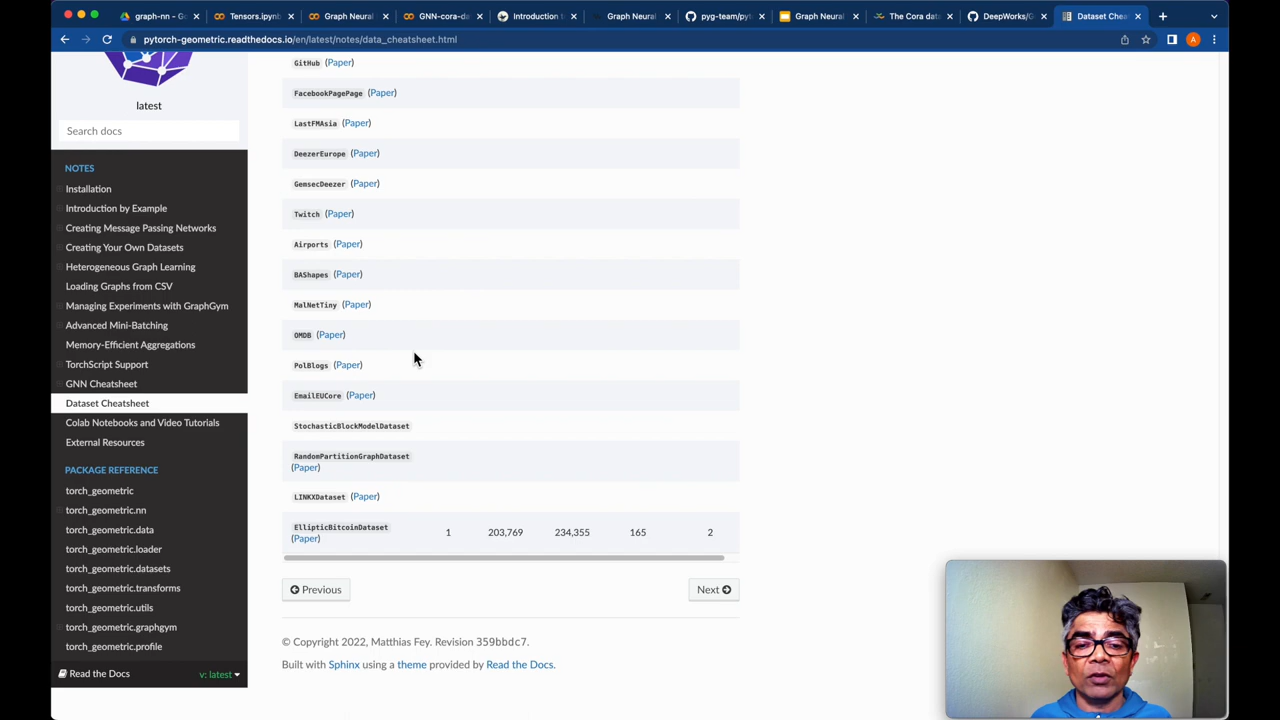 graph-nn - Go
Tensors.ipynb
Graph Neural
GNN-cora-da
Introduction to
Graph Neural
pyg-team/pyto
Graph Neural
The Cora data
DeepWorks/G
Dataset Chea
pytorch-geometric.readthedocs.io/en/latest/notes/data_cheatsheet.html
A
latest
Search docs
NOTES
Installation
Introduction by Example
Creating Message Passing Networks
Creating Your Own Datasets
Heterogeneous Graph Learning
Loading Graphs from CSV
Managing Experiments with GraphGym
Advanced Mini-Batching
Memory-Efficient Aggregations
TorchScript Support
GNN Cheatsheet
Dataset Cheatsheet
Colab Notebooks and Video Tutorials
External Resources
PACKAGE REFERENCE
torch_geometric
torch_geometric.nn
torch_geometric.data
torch_geometric.loader
torch_geometric.datasets
torch_geometric.transforms
torch_geometric.utils
torch_geometric.graphgym
torch_geometric.profile
Read the Docs v: latest
GitHub (Paper)
FacebookPagePage (Paper)
LastFMAsia (Paper)
DeezerEurope (Paper)
GemsecDeezer (Paper)
Twitch (Paper)
Airports (Paper)
BAShapes (Paper)
MalNetTiny (Paper)
OMDB (Paper)
PolBlogs (Paper)
EmailEUCore (Paper)
StochasticBlockModelDataset
RandomPartitionGraphDataset
(Paper)
LINKXDataset (Paper)
EllipticBitcoinDataset
(Paper)
1 203,769 234,355 165 2
Previous
Next
© Copyright 2022, Matthias Fey. Revision 359bbdc7.
Built with Sphinx using a theme provided by Read the Docs.